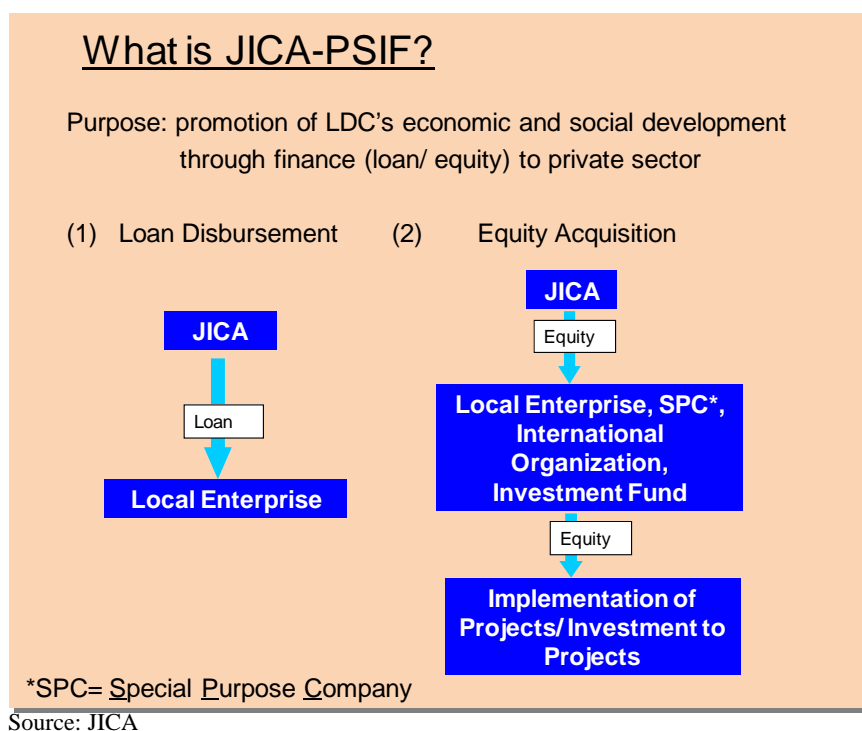 What is JICA-PSIF?
Purpose: promotion of LDC's economic and social development
through finance (loan/ equity) to private sector
(1) Loan Disbursement
(2) Equity Acquisition
JICA
Loan
Local Enterprise
JICA
Equity
Local Enterprise, SPC*,
International
Organization,
Investment Fund
Equity
Implementation of
Projects/ Investment to
Projects
*SPC= Special Purpose Company
Source: JICA